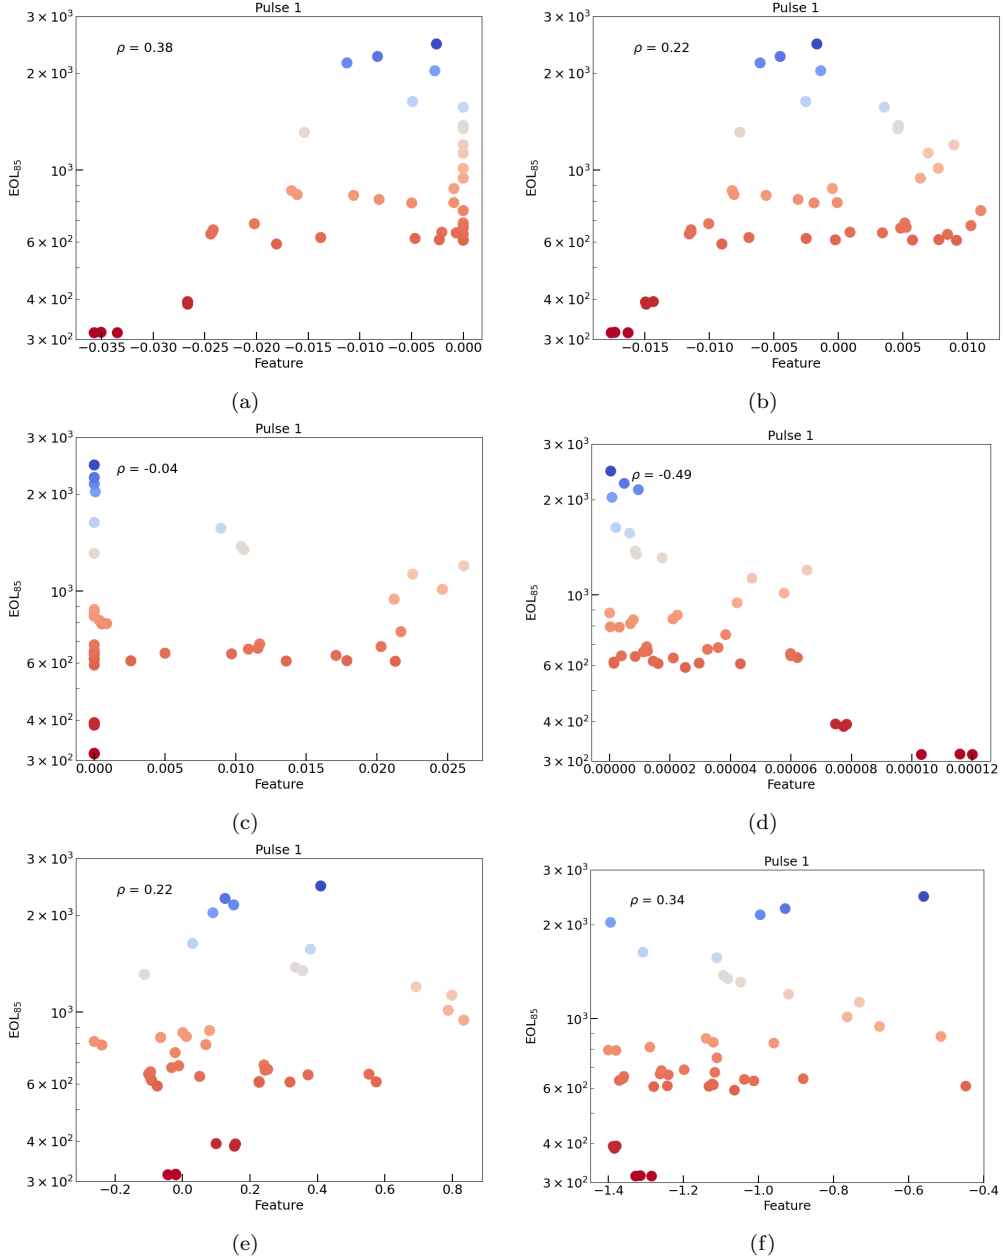 Pulse 1
ρ = 0.38
3 × 10³
2 × 10³
10³
6 × 10²
4 × 10²
3 × 10²
EOL₈₅
−0.035 −0.030 −0.025 −0.020 −0.015 −0.010 −0.005 0.000
Feature
(a)
Pulse 1
ρ = 0.22
3 × 10³
2 × 10³
10³
6 × 10²
4 × 10²
3 × 10²
EOL₈₅
−0.015 −0.010 −0.005 0.000 0.005 0.010
Feature
(b)
Pulse 1
ρ = -0.04
3 × 10³
2 × 10³
10³
6 × 10²
4 × 10²
3 × 10²
EOL₈₅
0.000 0.005 0.010 0.015 0.020 0.025
Feature
(c)
Pulse 1
ρ = -0.49
3 × 10³
2 × 10³
10³
6 × 10²
4 × 10²
3 × 10²
EOL₈₅
0.00000 0.00002 0.00004 0.00006 0.00008 0.00010 0.00012
Feature
(d)
Pulse 1
ρ = 0.22
3 × 10³
2 × 10³
10³
6 × 10²
4 × 10²
3 × 10²
EOL₈₅
−0.2 0.0 0.2 0.4 0.6 0.8
Feature
(e)
Pulse 1
ρ = 0.34
3 × 10³
2 × 10³
10³
6 × 10²
4 × 10²
3 × 10²
EOL₈₅
−1.4 −1.2 −1.0 −0.8 −0.6 −0.4
Feature
(f)